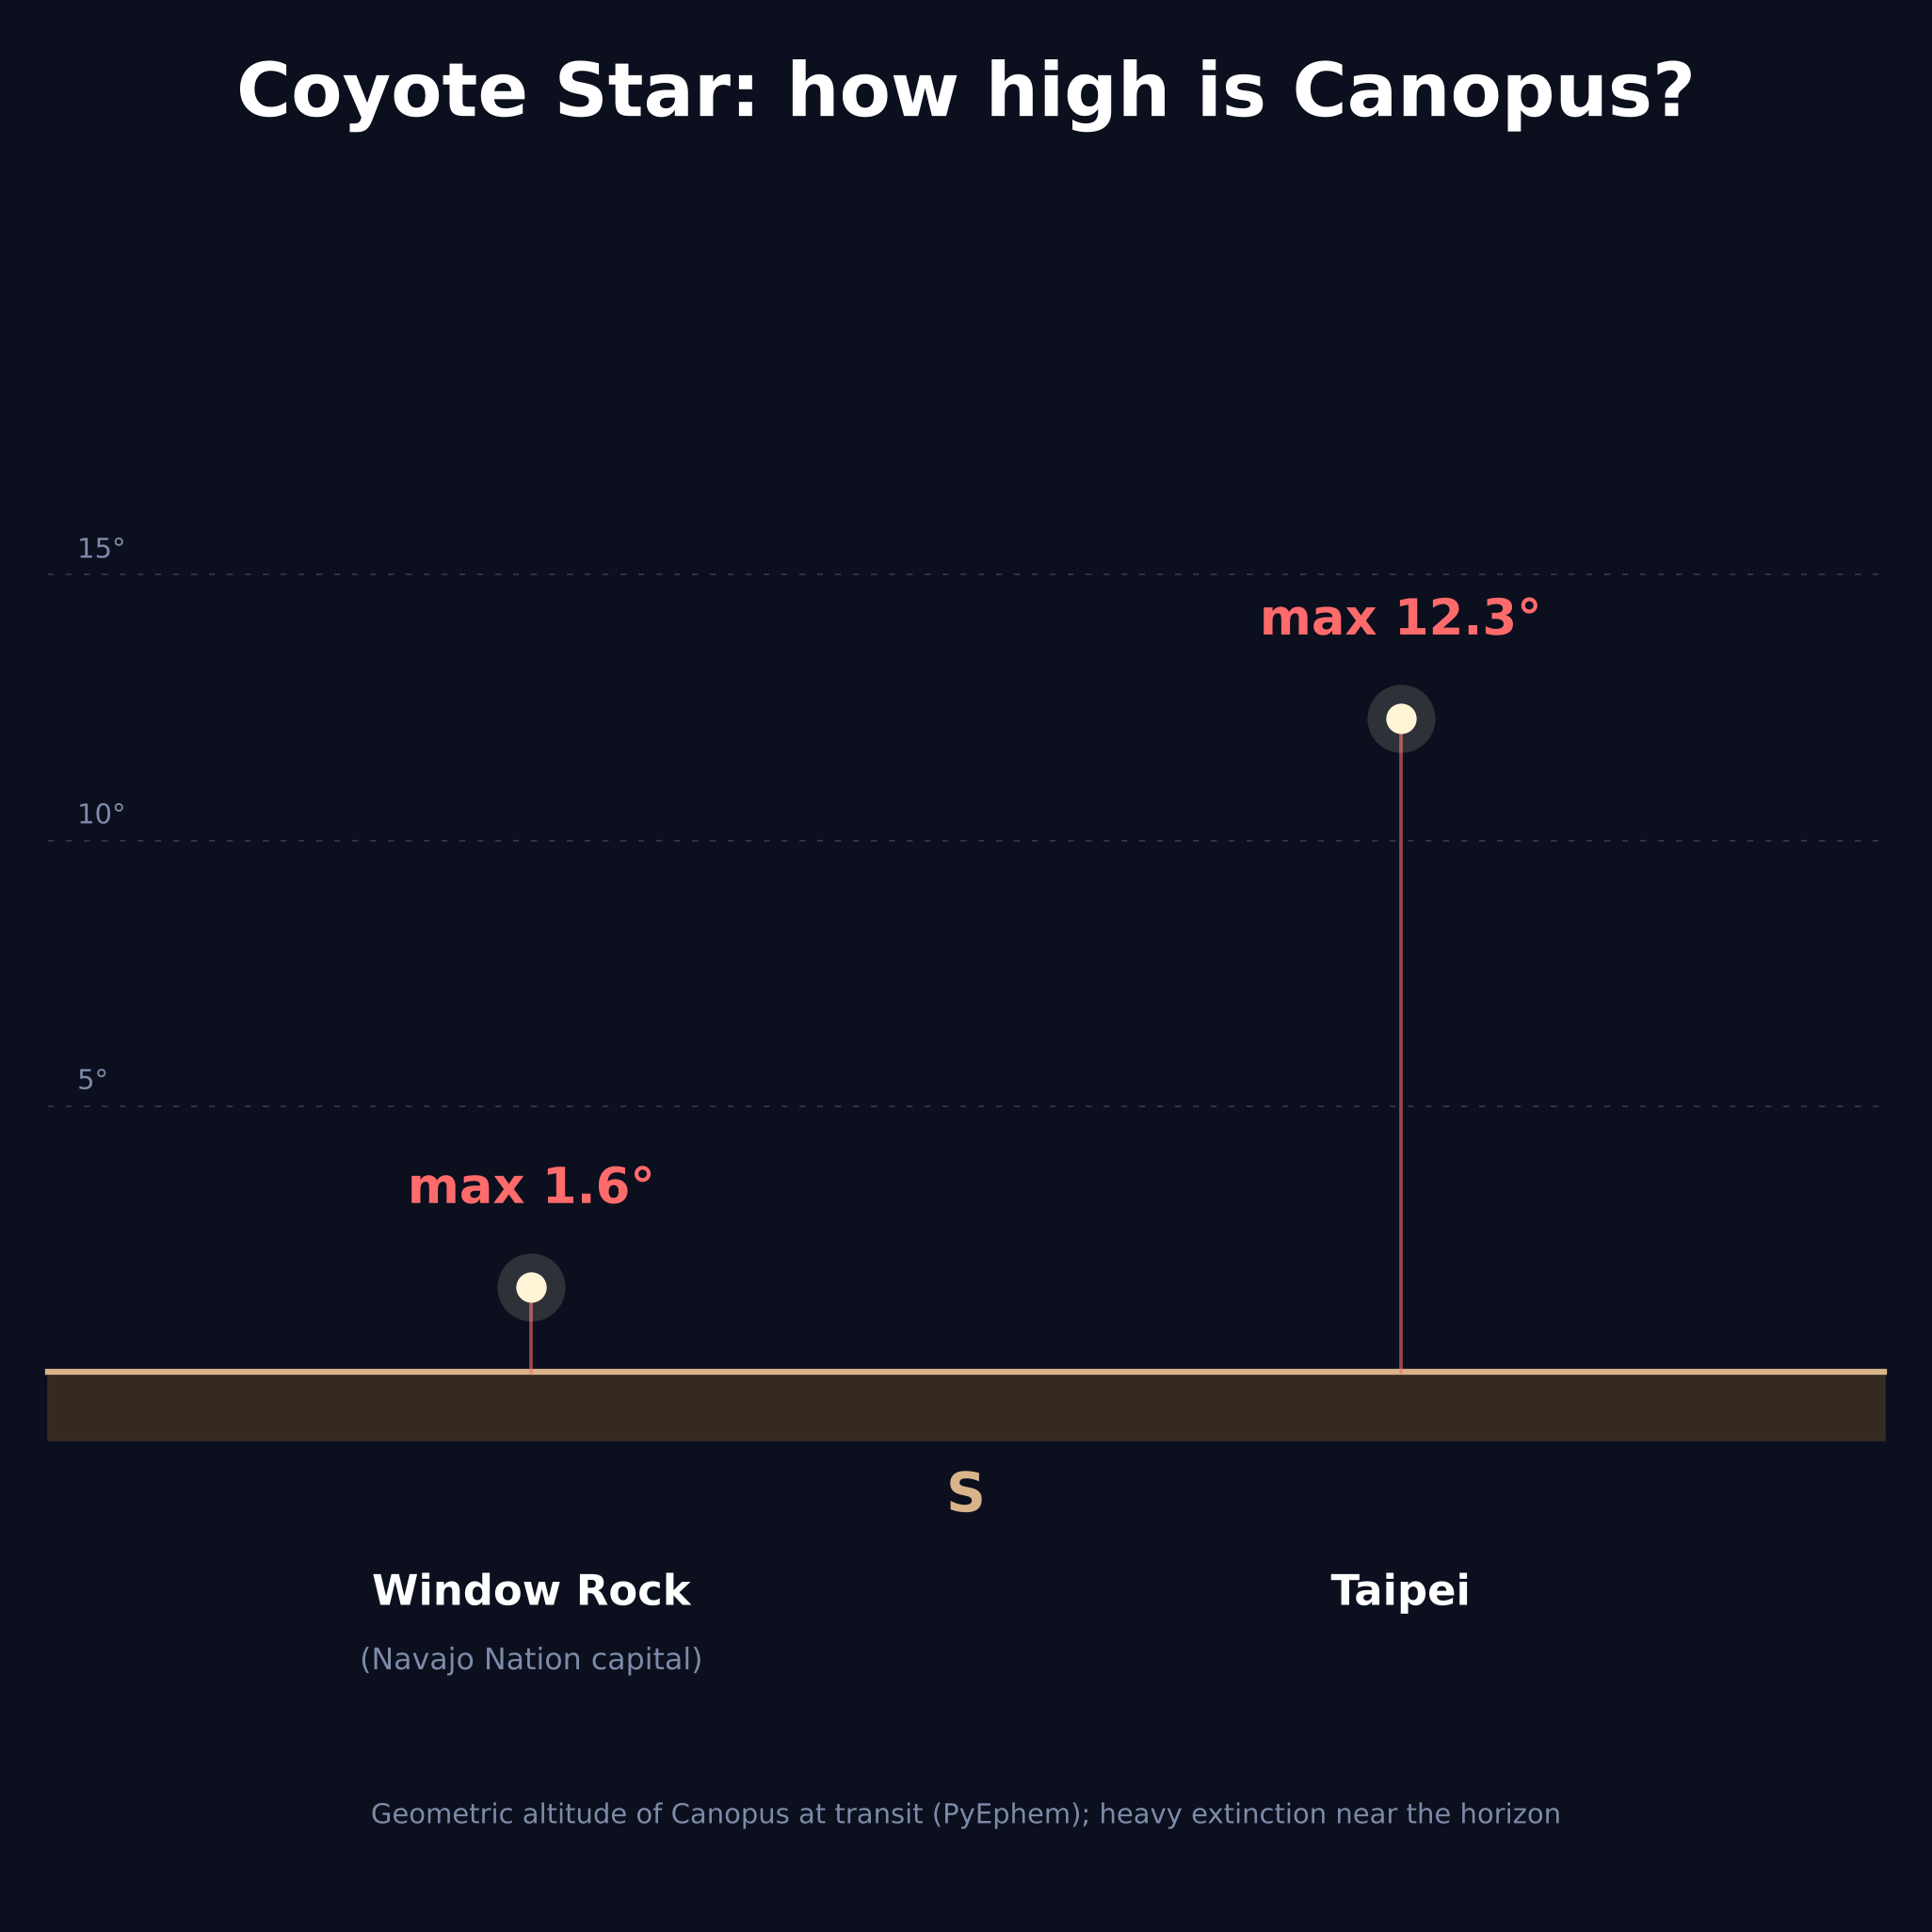 Coyote Star: how high is Canopus?
15°
max 12.3°
10°
5°
max 1.6°
S
Window Rock
Taipei
(Navajo Nation capital)
Geometric altitude of Canopus at transit (PyEphem); heavy extinction near the horizon